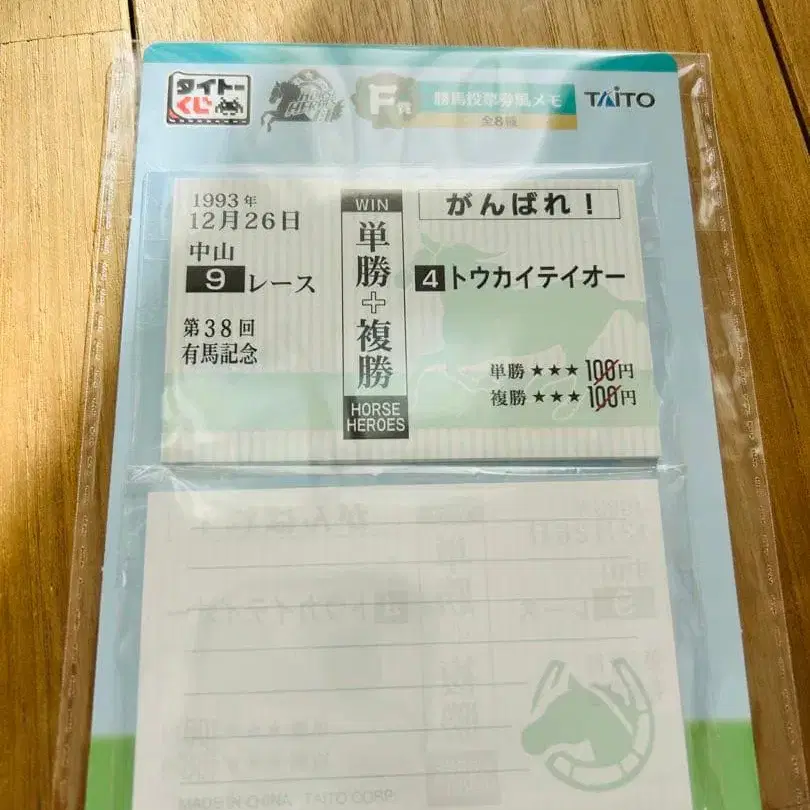 タイトー
くじ
HORSE
HEROES
F賞
勝馬投票券風メモ
全8種
TAITO
1993年
12月26日
中山
9レース
第38回
有馬記念
WIN
単勝+複勝
HORSE
HEROES
がんばれ!
4トウカイテイオー
単勝★★★100円
複勝★★★100円
MADE IN CHINA TAITO CORP.